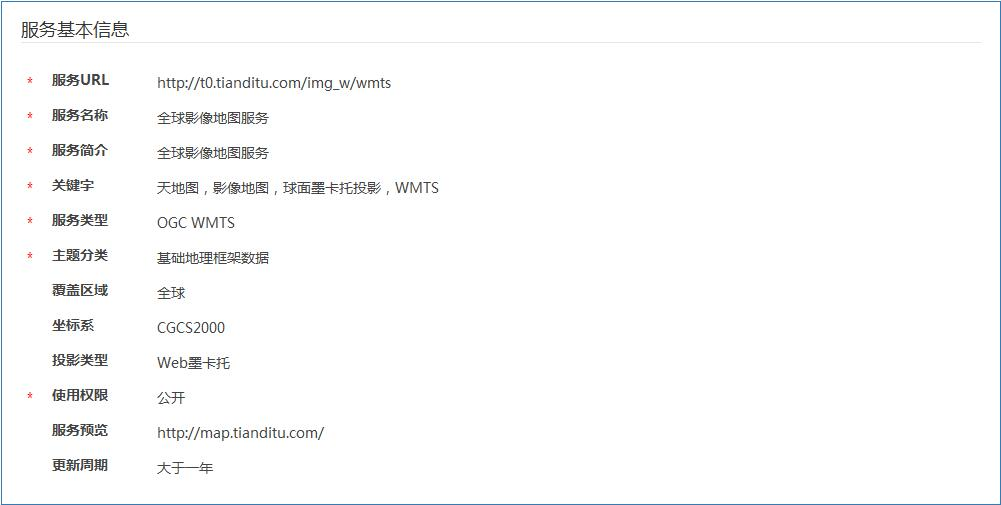 服务基本信息
* 服务URL http://t0.tianditu.com/img_w/wmts
* 服务名称 全球影像地图服务
* 服务简介 全球影像地图服务
* 关键字 天地图，影像地图，球面墨卡托投影，WMTS
* 服务类型 OGC WMTS
* 主题分类 基础地理框架数据
覆盖区域 全球
坐标系 CGCS2000
投影类型 Web墨卡托
* 使用权限 公开
服务预览 http://map.tianditu.com/
更新周期 大于一年